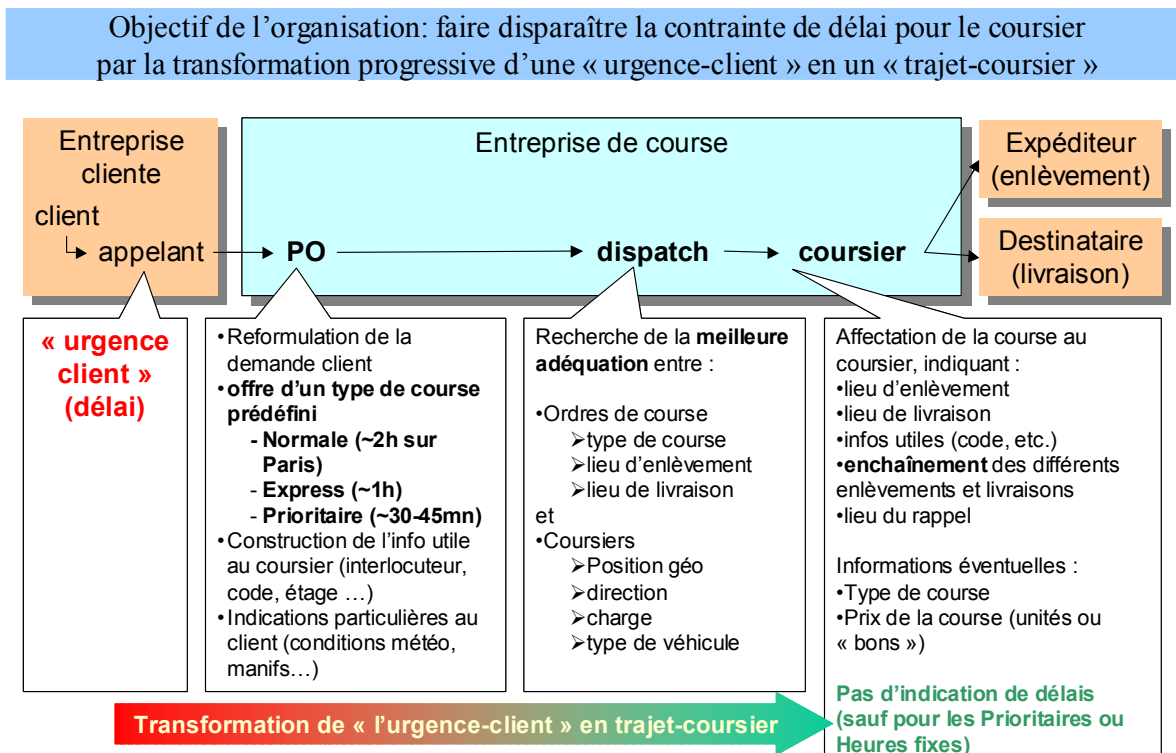 Objectif de l'organisation: faire disparaître la contrainte de délai pour le coursier
par la transformation progressive d'une « urgence-client » en un « trajet-coursier »
Entreprise
cliente
client
appelant
Entreprise de course
PO
dispatch
coursier
Expéditeur
(enlèvement)
Destinataire
(livraison)
« urgence
client »
(délai)
•Reformulation de la
demande client
•offre d'un type de course
prédéfini
- Normale (~2h sur
Paris)
- Express (~1h)
- Prioritaire (~30-45mn)
•Construction de l'info utile
au coursier (interlocuteur,
code, étage …)
•Indications particulières au
client (conditions météo,
manifs…)
Recherche de la meilleure
adéquation entre :
•Ordres de course
➢type de course
➢lieu d'enlèvement
➢lieu de livraison
et
•Coursiers
➢Position géo
➢direction
➢charge
➢type de véhicule
Affectation de la course au
coursier, indiquant :
•lieu d'enlèvement
•lieu de livraison
•infos utiles (code, etc.)
•enchaînement des différents
enlèvements et livraisons
•lieu du rappel
Informations éventuelles :
•Type de course
•Prix de la course (unités ou
« bons »)
Pas d'indication de délais
(sauf pour les Prioritaires ou
Heures fixes)
Transformation de « l'urgence-client » en trajet-coursier